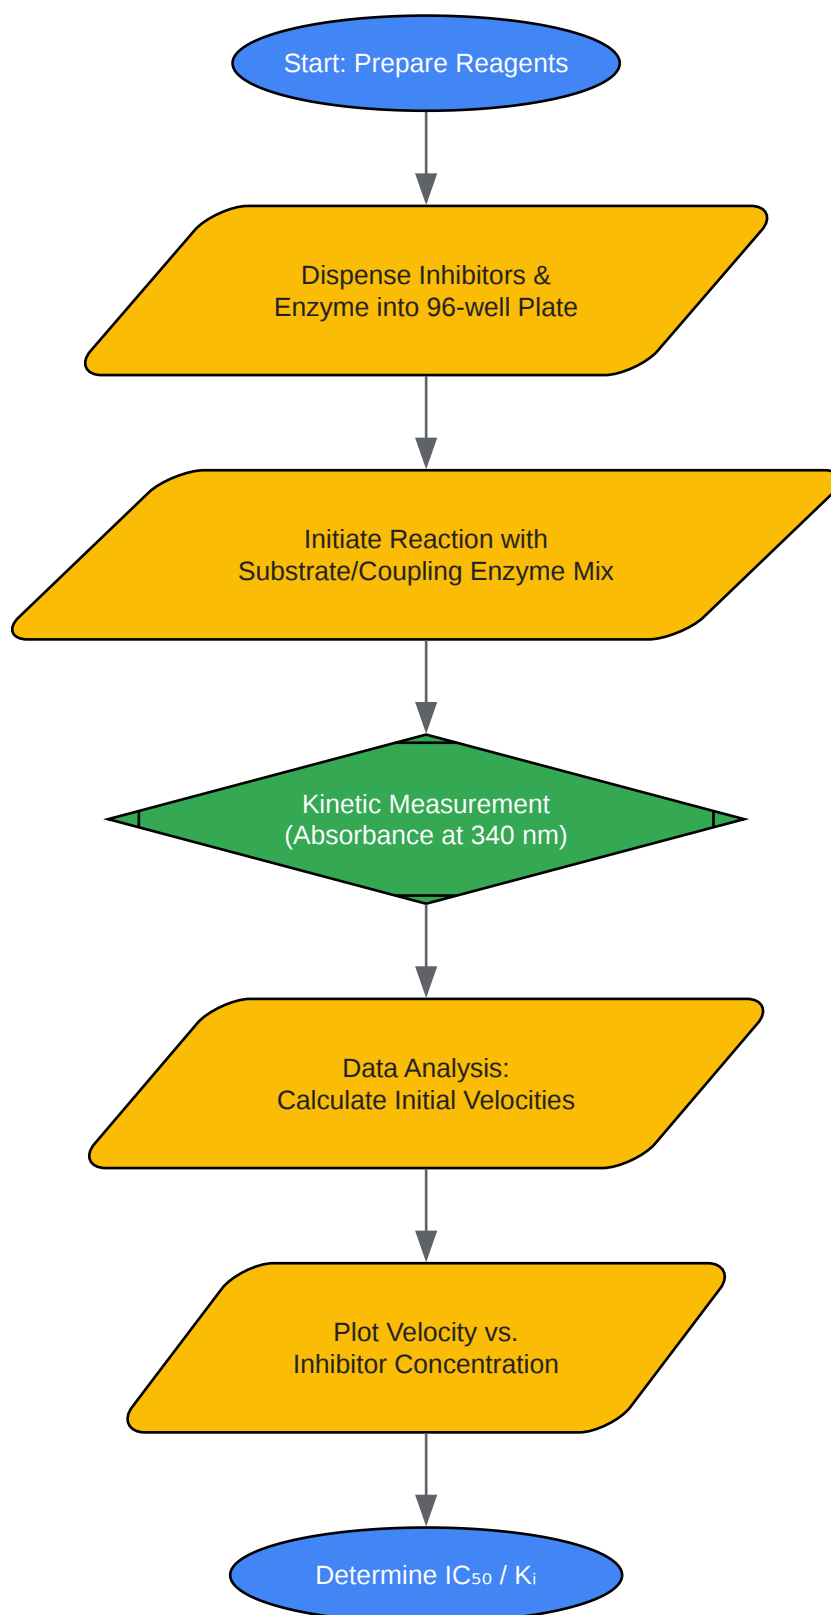 Start: Prepare Reagents
Dispense Inhibitors &
Enzyme into 96-well Plate
Initiate Reaction with
Substrate/Coupling Enzyme Mix
Kinetic Measurement
(Absorbance at 340 nm)
Data Analysis:
Calculate Initial Velocities
Plot Velocity vs.
Inhibitor Concentration
Determine IC₅₀ / Kᵢ